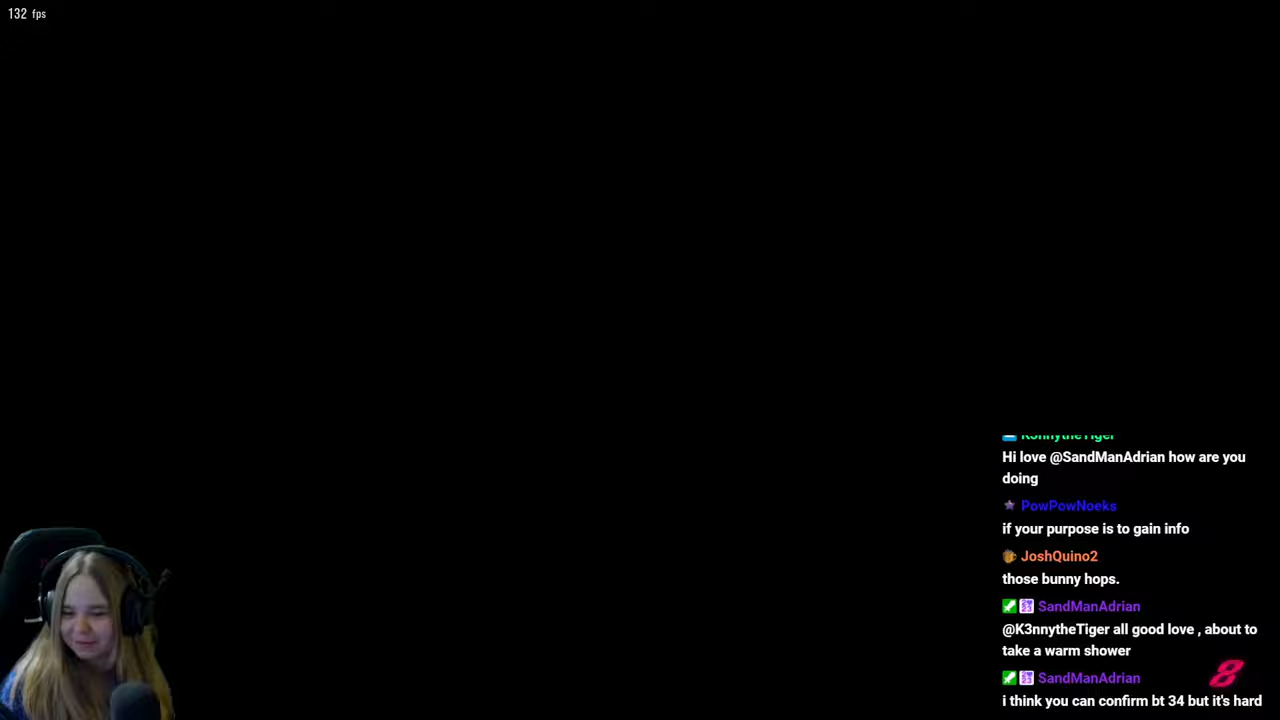 132 fps
K3nnytheTiger
Hi love @SandManAdrian how are you
doing
PowPowNoeks
if your purpose is to gain info
JoshQuino2
those bunny hops.
SandManAdrian
@K3nnytheTiger all good love , about to
take a warm shower
SandManAdrian
i think you can confirm bt 34 but it's hard